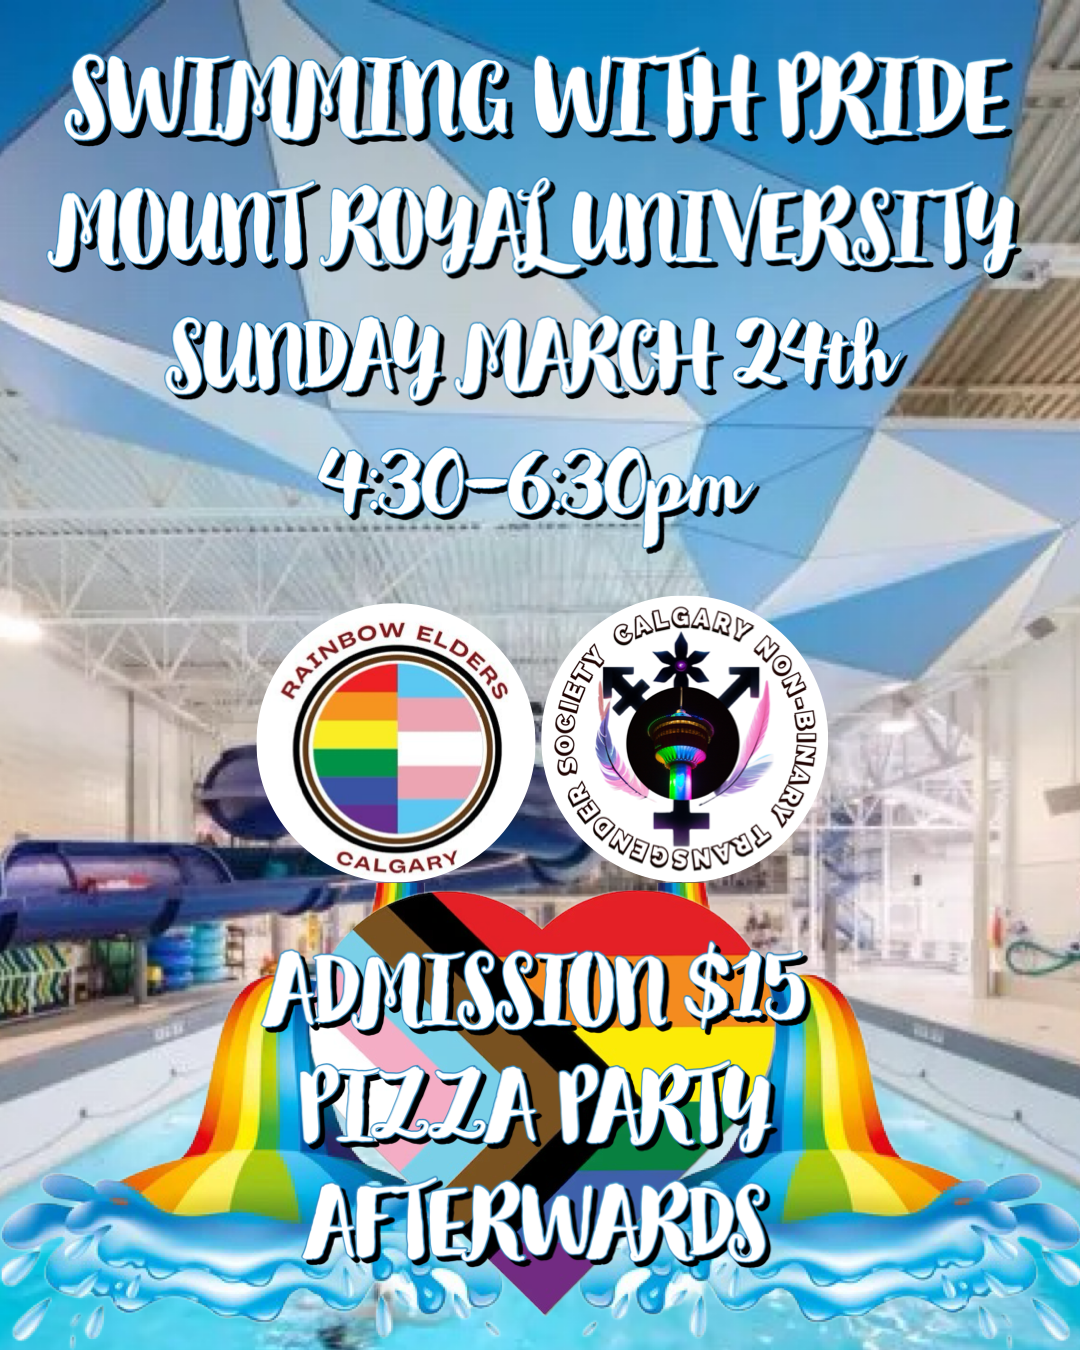 SWIMMING WITH PRIDE
MOUNT ROYAL UNIVERSITY
SUNDAY MARCH 24th
4:30-6:30pm
RAINBOW ELDERS
CALGARY
CALGARY NON-BINARY TRANSGENDER SOCIETY
ADMISSION $15
PIZZA PARTY
AFTERWARDS